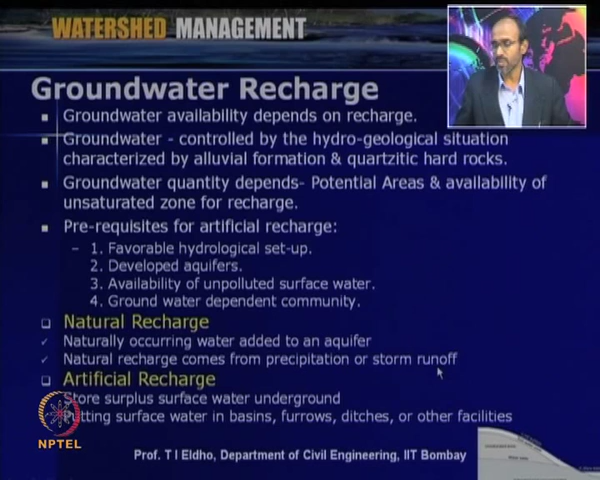 WATERSHED MANAGEMENT
Groundwater Recharge
Groundwater availability depends on recharge.
Groundwater - controlled by the hydro-geological situation
characterized by alluvial formation & quartzitic hard rocks.
Groundwater quantity depends- Potential Areas & availability of
unsaturated zone for recharge.
Pre-requisites for artificial recharge:
– 1. Favorable hydrological set-up.
2. Developed aquifers.
3. Availability of unpolluted surface water.
4. Ground water dependent community.
Natural Recharge
✓ Naturally occurring water added to an aquifer
✓ Natural recharge comes from precipitation or storm runoff
Artificial Recharge
Store surplus surface water underground
Putting surface water in basins, furrows, ditches, or other facilities
NPTEL
Prof. T I Eldho, Department of Civil Engineering, IIT Bombay